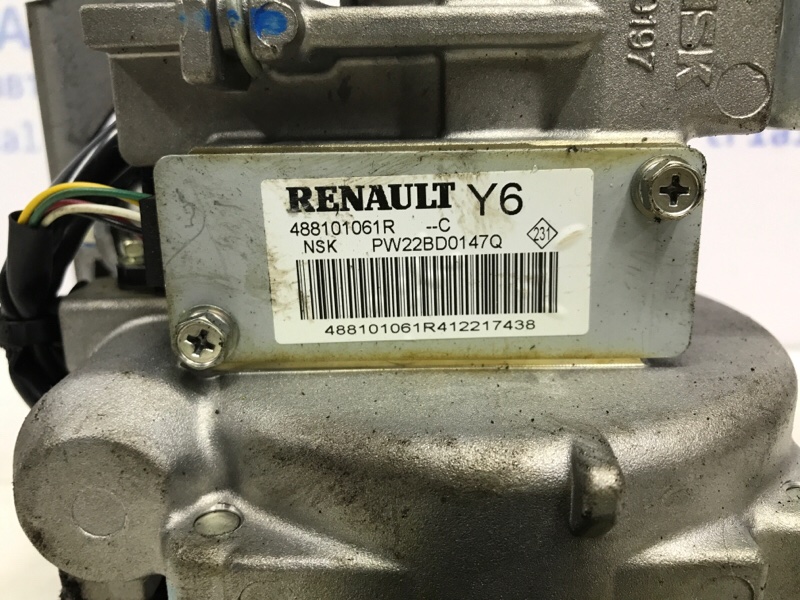 NSK
0197
RENAULT Y6
488101061R --C
NSK PW22BD0147Q
231
488101061R412217438